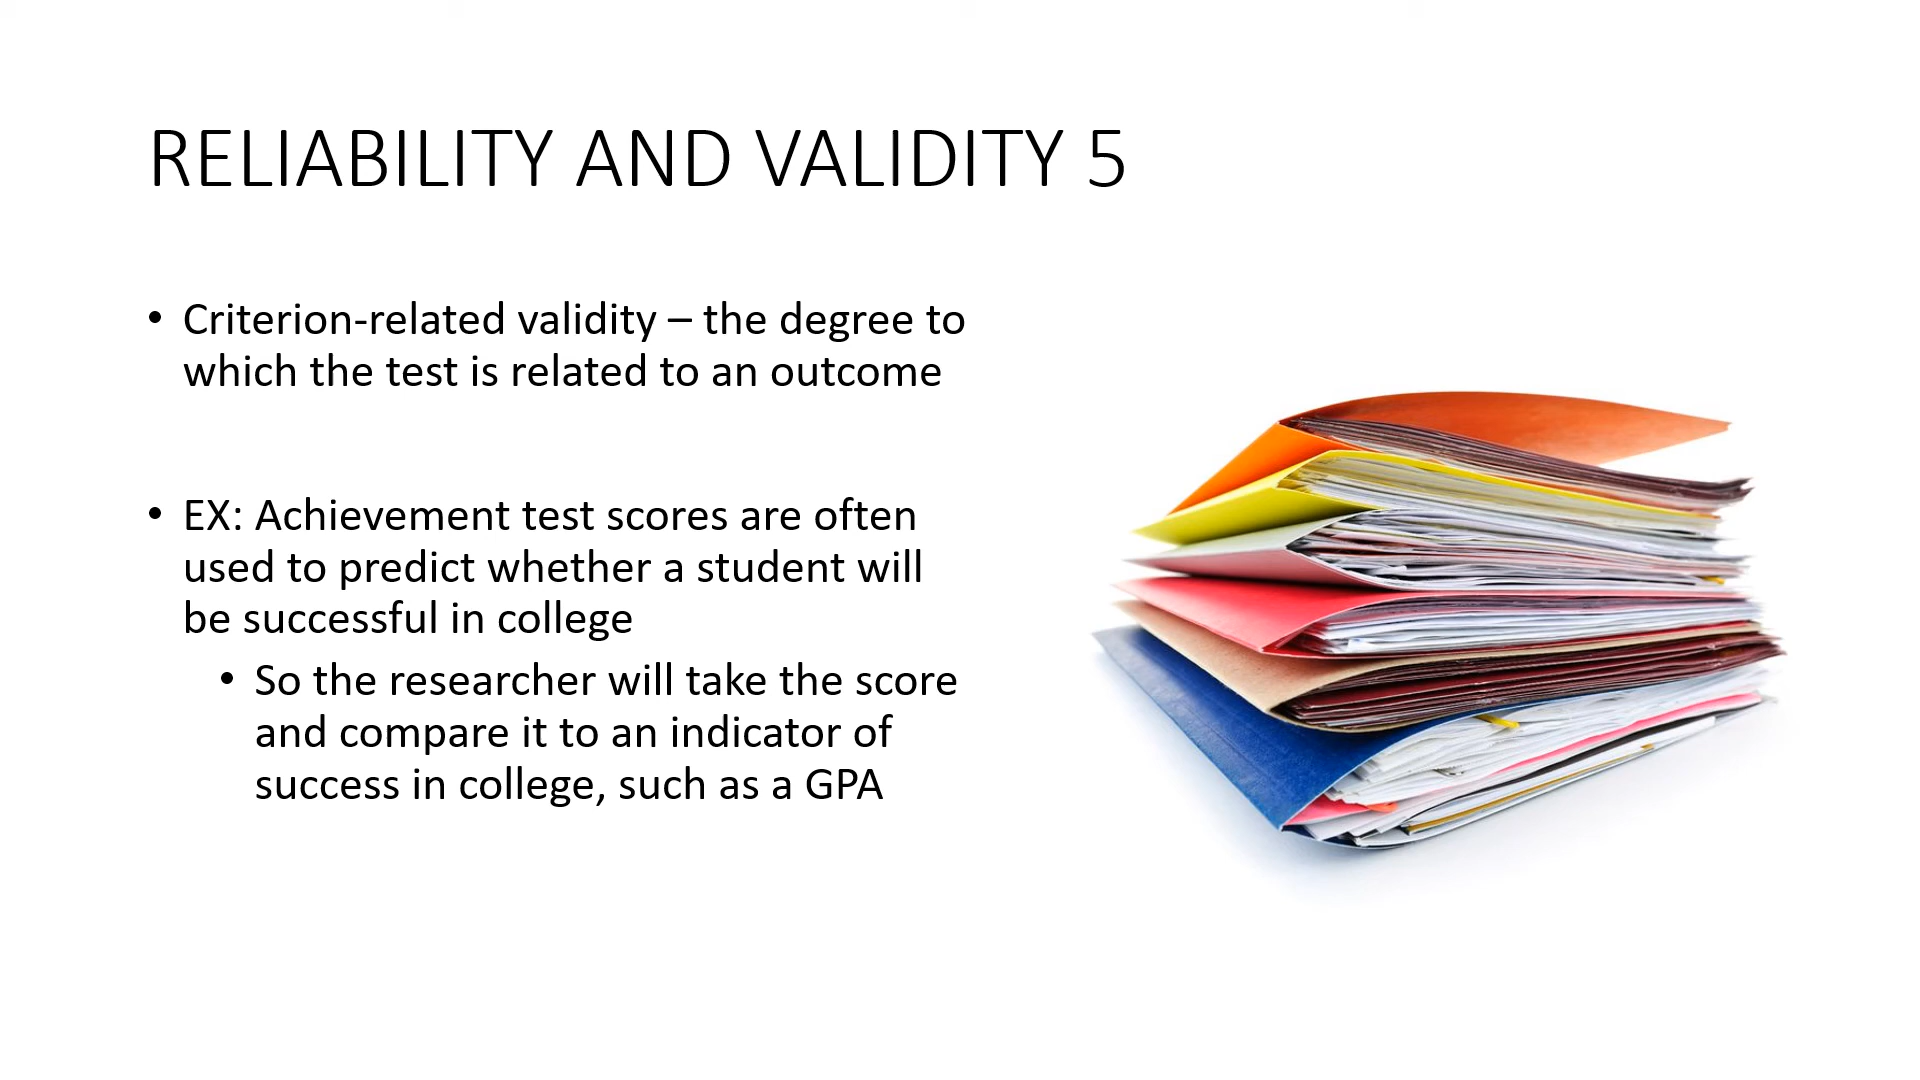 RELIABILITY AND VALIDITY 5
• Criterion-related validity – the degree to
which the test is related to an outcome
• EX: Achievement test scores are often
used to predict whether a student will
be successful in college
• So the researcher will take the score
and compare it to an indicator of
success in college, such as a GPA